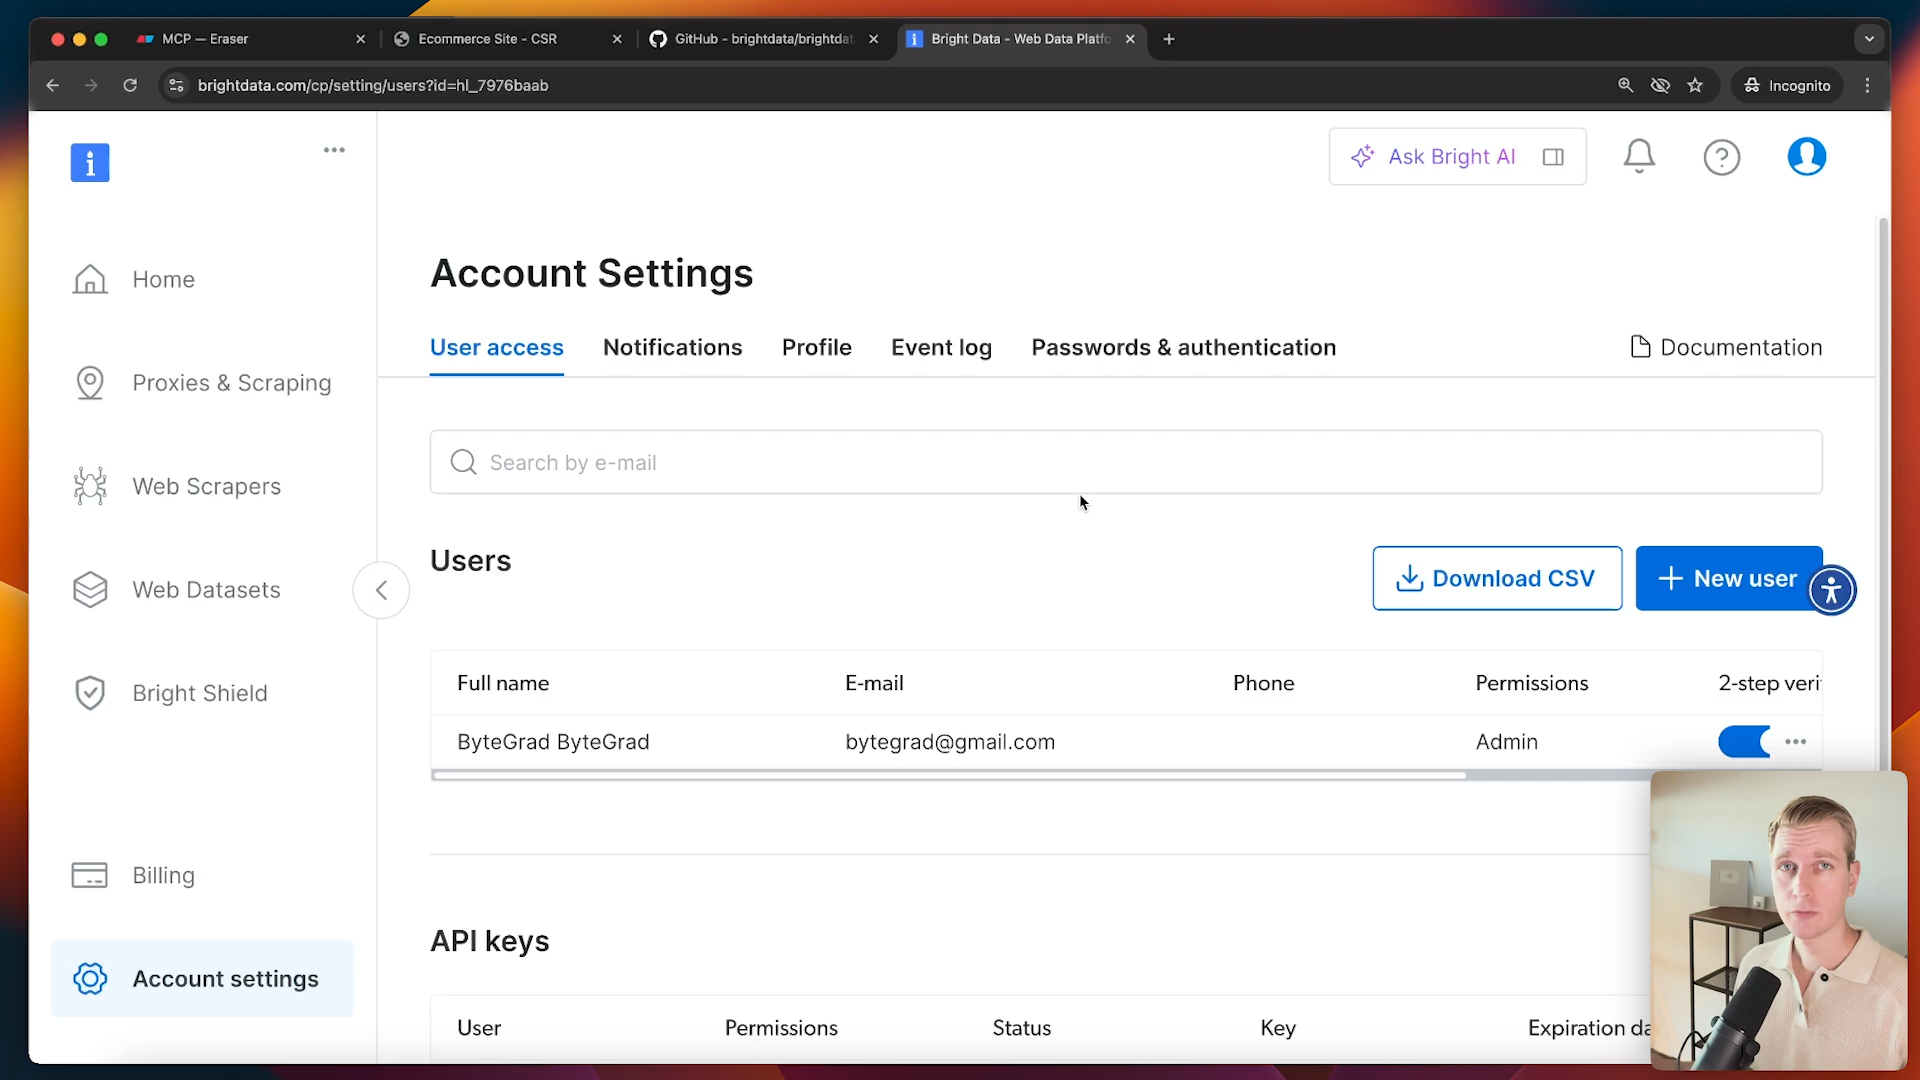 MCP — Eraser
Ecommerce Site - CSR
GitHub - brightdata/brightdat
Bright Data - Web Data Platfo
brightdata.com/cp/setting/users?id=hl_7976baab
Incognito
Ask Bright AI
Home
Proxies & Scraping
Web Scrapers
Web Datasets
Bright Shield
Billing
Account settings
Account Settings
User access
Notifications
Profile
Event log
Passwords & authentication
Documentation
Search by e-mail
Users
Download CSV
New user
Full name
E-mail
Phone
Permissions
2-step veri
ByteGrad ByteGrad
bytegrad@gmail.com
Admin
API keys
User
Permissions
Status
Key
Expiration da